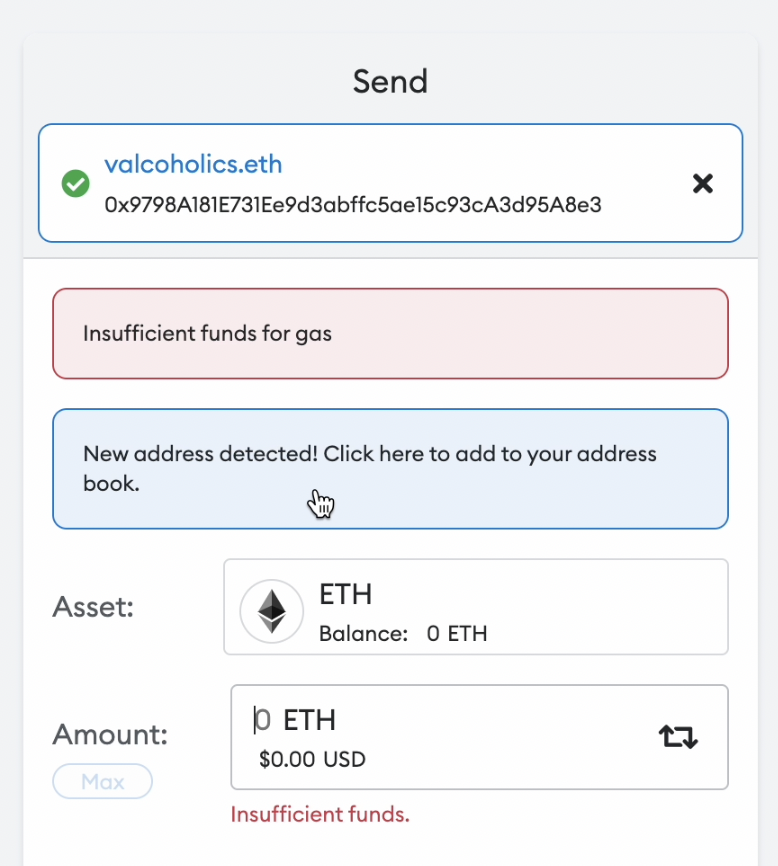 Send
valcoholics.eth
0x9798A181E731Ee9d3abffc5ae15c93cA3d95A8e3
Insufficient funds for gas
New address detected! Click here to add to your address
book.
Asset:
ETH
Balance: 0 ETH
Amount:
0 ETH
$0.00 USD
Max
Insufficient funds.